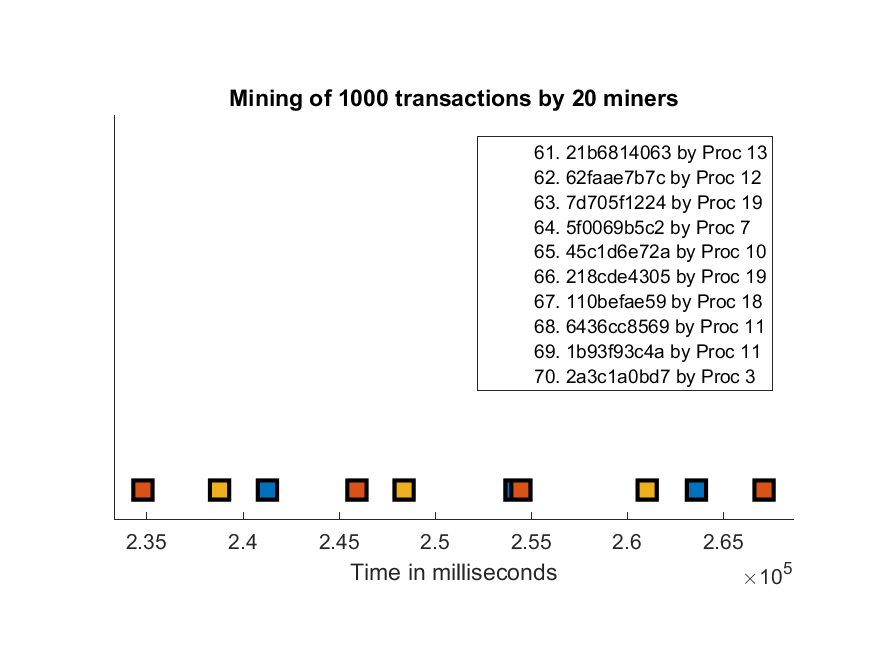 Mining of 1000 transactions by 20 miners
61. 21b6814063 by Proc 13
62. 62faae7b7c by Proc 12
63. 7d705f1224 by Proc 19
64. 5f0069b5c2 by Proc 7
65. 45c1d6e72a by Proc 10
66. 218cde4305 by Proc 19
67. 110befae59 by Proc 18
68. 6436cc8569 by Proc 11
69. 1b93f93c4a by Proc 11
70. 2a3c1a0bd7 by Proc 3
2.35 2.4 2.45 2.5 2.55 2.6 2.65
Time in milliseconds
×10⁵